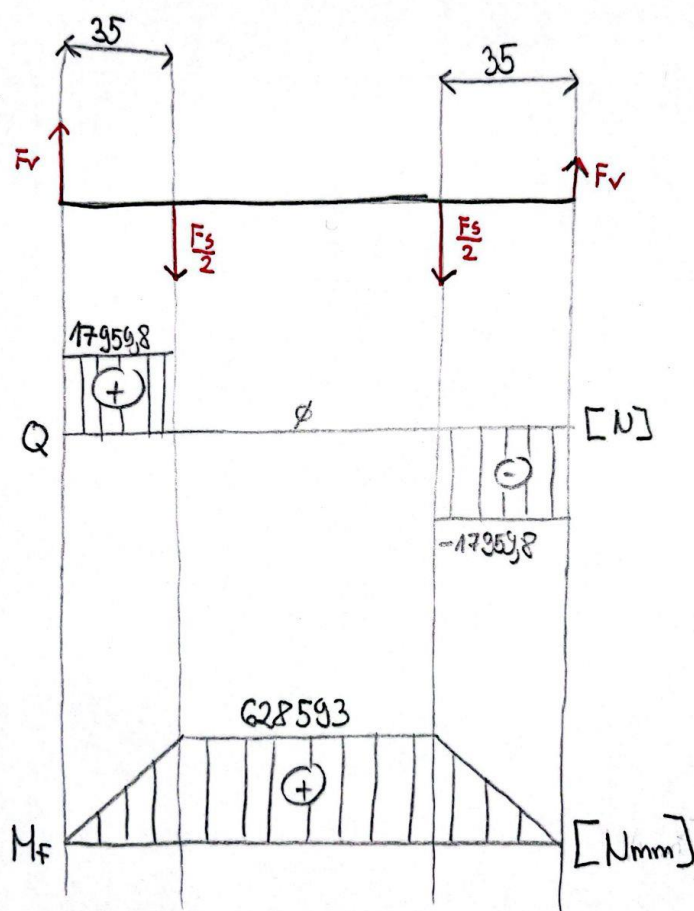 35
35
Fv
Fv
Fs/2
Fs/2
17959,8
+
Q
ø
[N]
-
-17959,8
628593
+
MF
[Nmm]